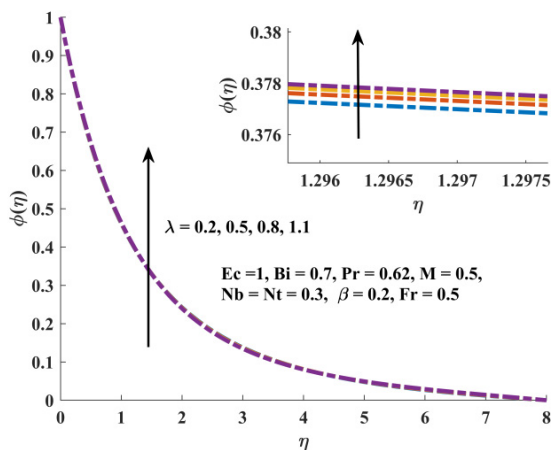 1
0.9
0.8
0.7
0.6
0.5
0.4
0.3
0.2
0.1
0
ϕ(η)
0 1 2 3 4 5 6 7 8
η
0.38
0.378
0.376
ϕ(η)
1.296 1.2965 1.297 1.2975
η
λ = 0.2, 0.5, 0.8, 1.1
Ec =1, Bi = 0.7, Pr = 0.62, M = 0.5,
Nb = Nt = 0.3, β = 0.2, Fr = 0.5